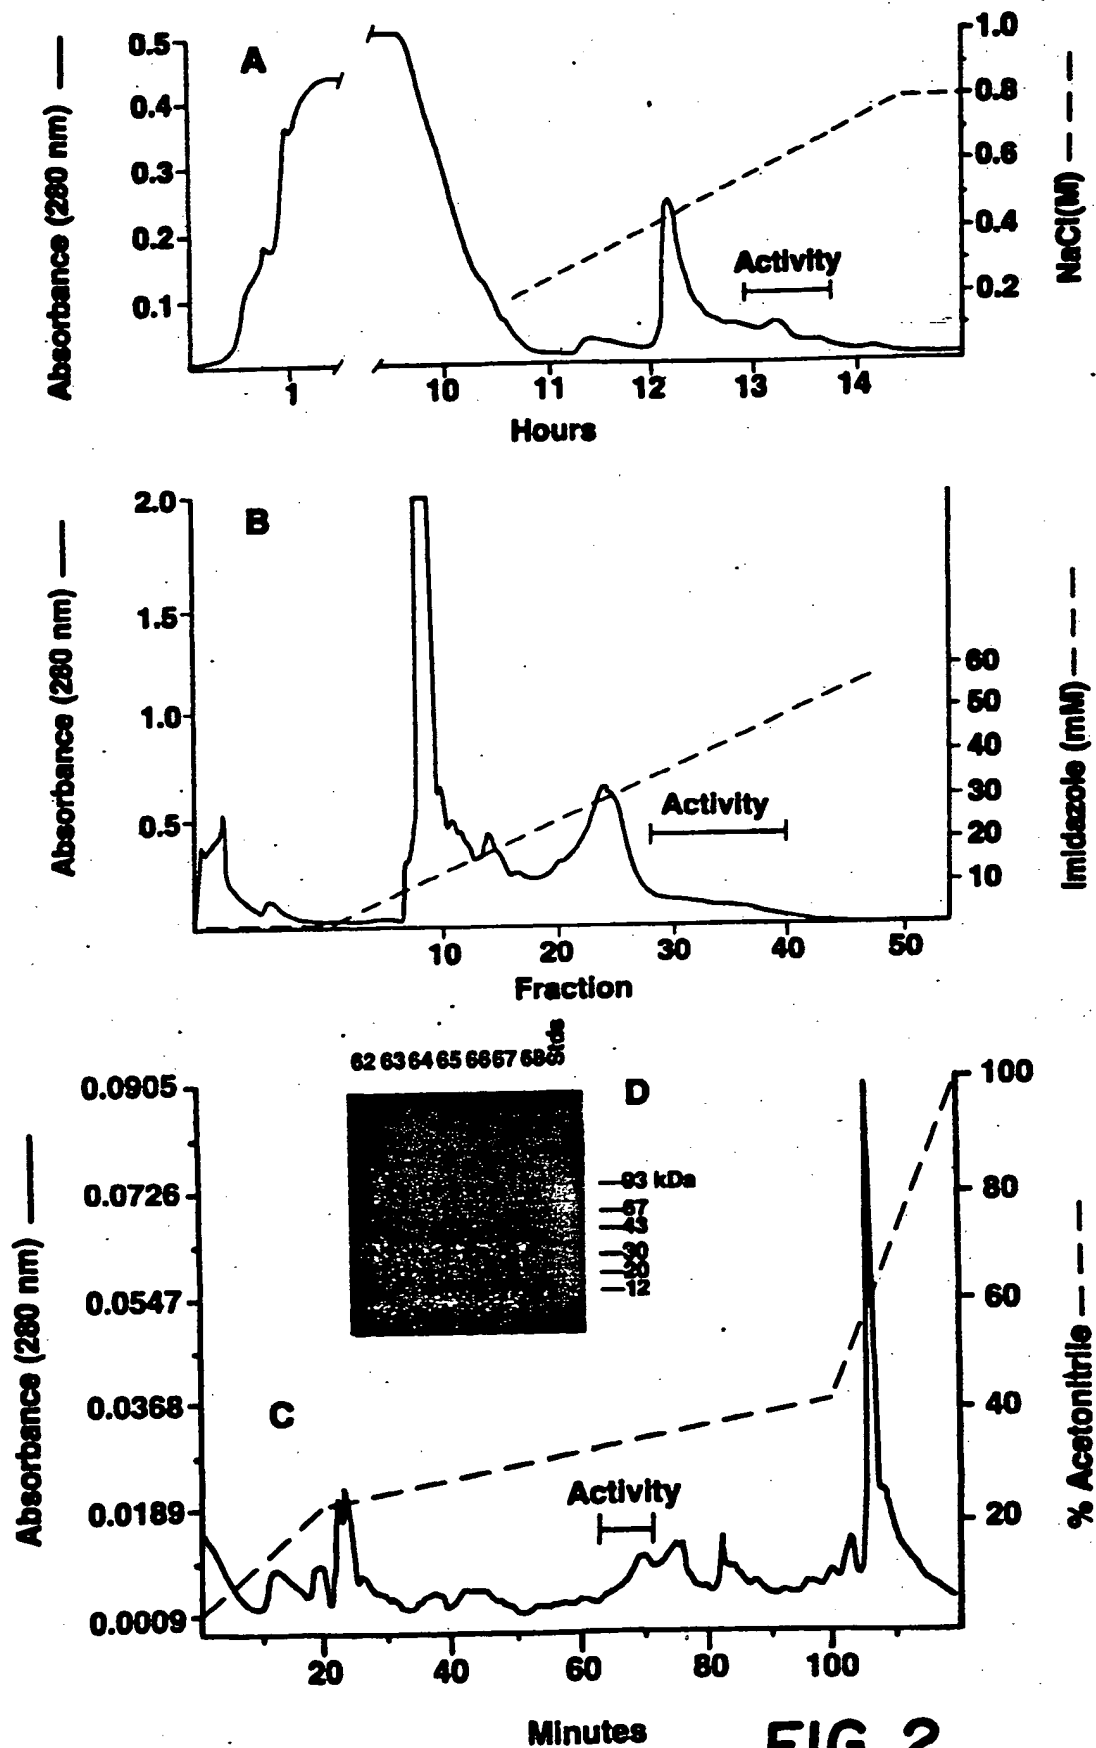 A
Absorbance (280 nm)
0.5
0.4
0.3
0.2
0.1
1.0
0.8
0.6
0.4
0.2
NaCl(M)
Activity
1 10 11 12 13 14
Hours
B
Absorbance (280 nm)
2.0
1.5
1.0
0.5
60
50
40
30
20
10
Imidazole (mM)
Activity
10 20 30 40 50
Fraction
62 63 64 65 66 67 68 Stds
D
93 kDa
67
43
30
20
12
C
Absorbance (280 nm)
0.0905
0.0726
0.0547
0.0368
0.0189
0.0009
100
80
60
40
20
% Acetonitrile
Activity
20 40 60 80 100
Minutes
FIG. 2